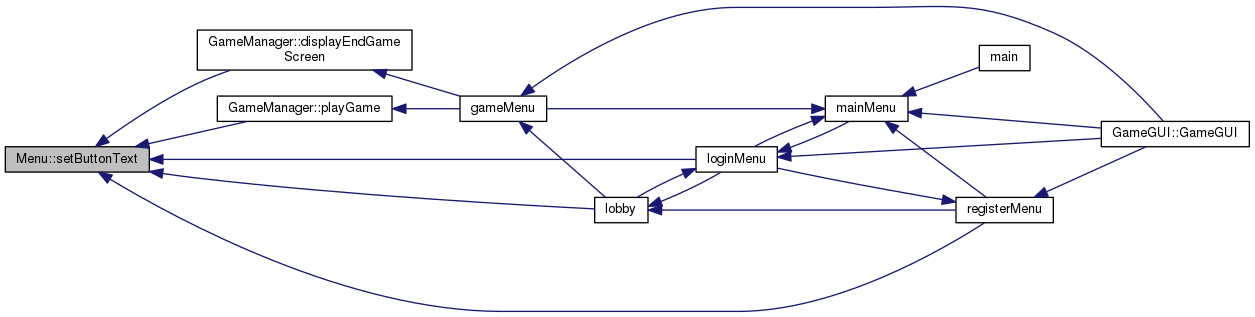 Menu::setButtonText
GameManager::displayEndGame
Screen
GameManager::playGame
gameMenu
lobby
loginMenu
mainMenu
main
registerMenu
GameGUI::GameGUI